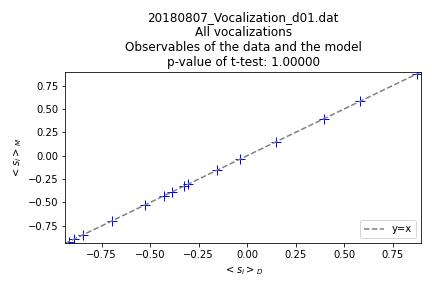 20180807_Vocalization_d01.dat
All vocalizations
Observables of the data and the model
p-value of t-test: 1.00000
0.75
0.50
0.25
0.00
−0.25
−0.50
−0.75
< s_i >_M
−0.75 −0.50 −0.25 0.00 0.25 0.50 0.75
< s_i >_D
y=x